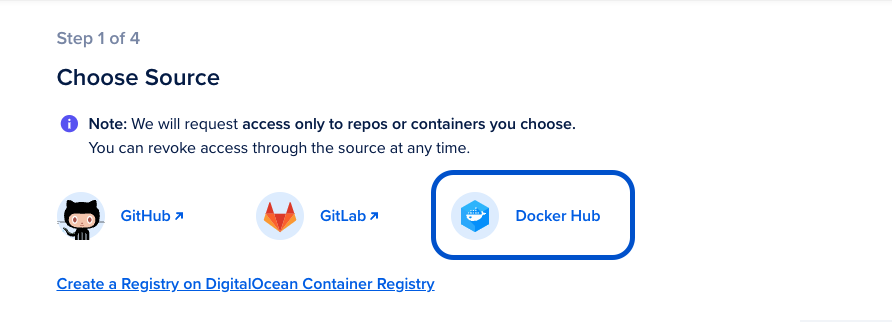 Step 1 of 4
Choose Source
Note: We will request access only to repos or containers you choose.
You can revoke access through the source at any time.
GitHub
GitLab
Docker Hub
Create a Registry on DigitalOcean Container Registry